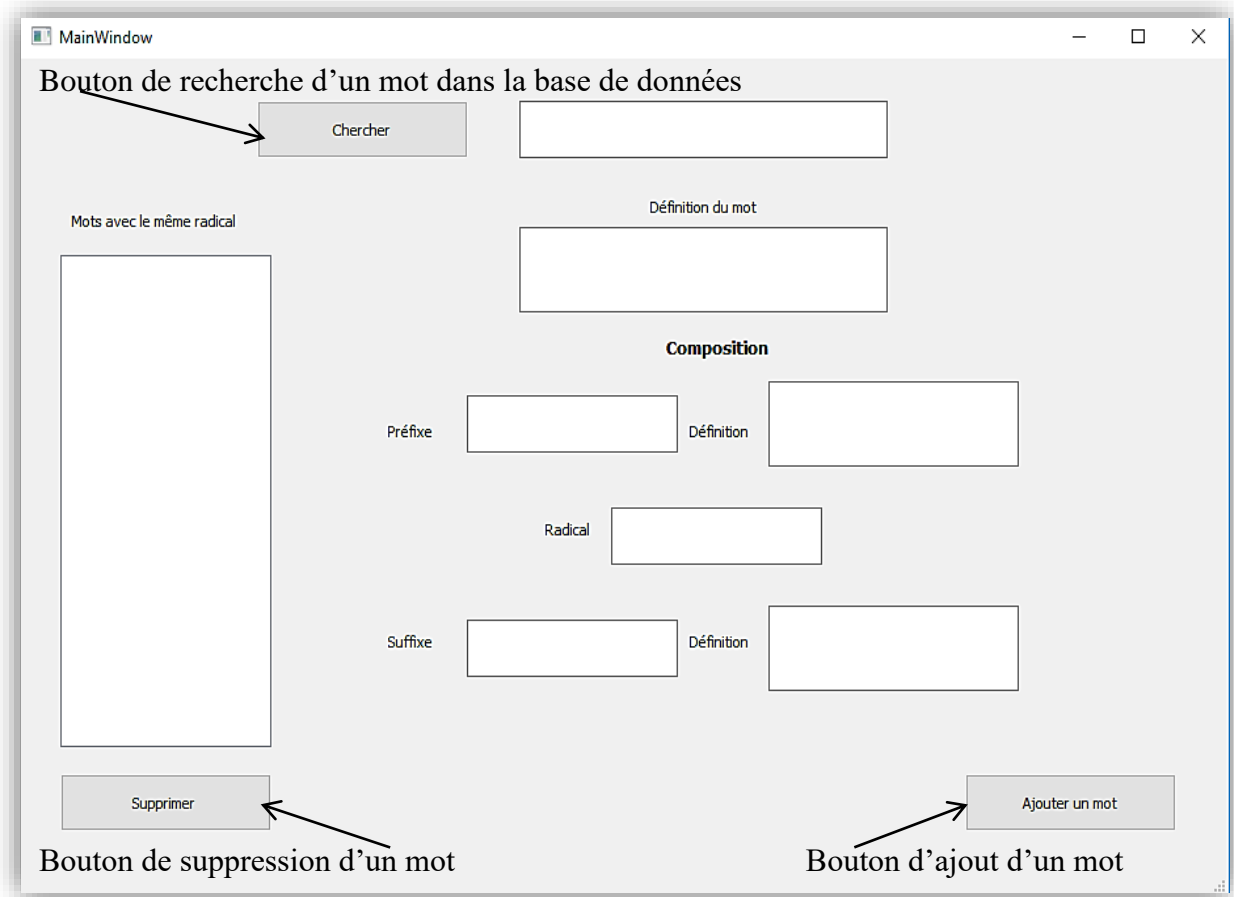 MainWindow
Bouton de recherche d’un mot dans la base de données
Chercher
Définition du mot
Mots avec le même radical
Composition
Préfixe
Définition
Radical
Suffixe
Définition
Supprimer
Ajouter un mot
Bouton de suppression d’un mot
Bouton d’ajout d’un mot